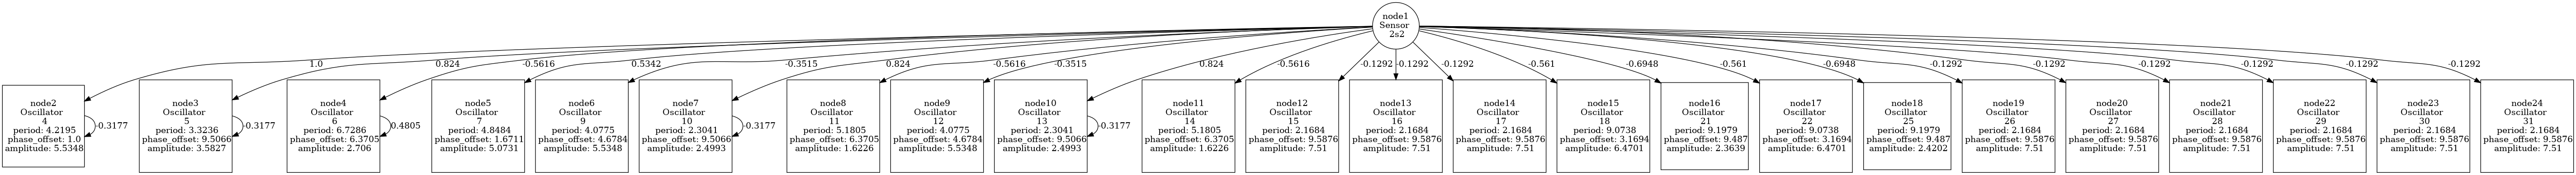 node1
Sensor
2s2
1.0
0.824
-0.5616
0.5342
-0.3515
0.824
-0.5616
-0.3515
0.824
-0.5616
-0.1292
-0.1292
-0.1292
-0.561
-0.6948
-0.561
-0.6948
-0.1292
-0.1292
-0.1292
-0.1292
-0.1292
-0.1292
node2
Oscillator
4
period: 4.2195
phase_offset: 1.0
amplitude: 5.5348
-0.3177
node3
Oscillator
5
period: 3.3236
phase_offset: 9.5066
amplitude: 3.5827
-0.3177
node4
Oscillator
6
period: 6.7286
phase_offset: 6.3705
amplitude: 2.706
0.4805
node5
Oscillator
7
period: 4.8484
phase_offset: 1.6711
amplitude: 5.0731
node6
Oscillator
9
period: 4.0775
phase_offset: 4.6784
amplitude: 5.5348
node7
Oscillator
10
period: 2.3041
phase_offset: 9.5066
amplitude: 2.4993
-0.3177
node8
Oscillator
11
period: 5.1805
phase_offset: 6.3705
amplitude: 1.6226
node9
Oscillator
12
period: 4.0775
phase_offset: 4.6784
amplitude: 5.5348
node10
Oscillator
13
period: 2.3041
phase_offset: 9.5066
amplitude: 2.4993
-0.3177
node11
Oscillator
14
period: 5.1805
phase_offset: 6.3705
amplitude: 1.6226
node12
Oscillator
15
period: 2.1684
phase_offset: 9.5876
amplitude: 7.51
node13
Oscillator
16
period: 2.1684
phase_offset: 9.5876
amplitude: 7.51
node14
Oscillator
17
period: 2.1684
phase_offset: 9.5876
amplitude: 7.51
node15
Oscillator
18
period: 9.0738
phase_offset: 3.1694
amplitude: 6.4701
node16
Oscillator
21
period: 9.1979
phase_offset: 9.487
amplitude: 2.3639
node17
Oscillator
22
period: 9.0738
phase_offset: 3.1694
amplitude: 6.4701
node18
Oscillator
25
period: 9.1979
phase_offset: 9.487
amplitude: 2.4202
node19
Oscillator
26
period: 2.1684
phase_offset: 9.5876
amplitude: 7.51
node20
Oscillator
27
period: 2.1684
phase_offset: 9.5876
amplitude: 7.51
node21
Oscillator
28
period: 2.1684
phase_offset: 9.5876
amplitude: 7.51
node22
Oscillator
29
period: 2.1684
phase_offset: 9.5876
amplitude: 7.51
node23
Oscillator
30
period: 2.1684
phase_offset: 9.5876
amplitude: 7.51
node24
Oscillator
31
period: 2.1684
phase_offset: 9.5876
amplitude: 7.51